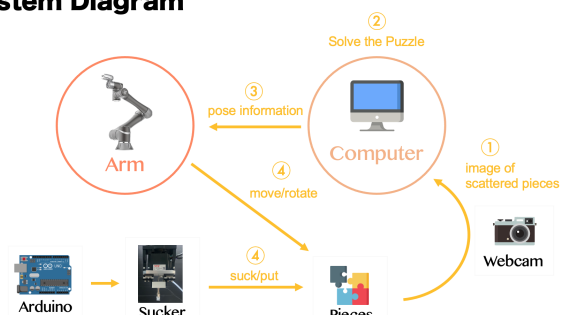 stem Diagram
②
Solve the Puzzle
③
pose information
Arm
Computer
①
image of
scattered pieces
④
move/rotate
Webcam
④
suck/put
Arduino
Sucker
Pieces